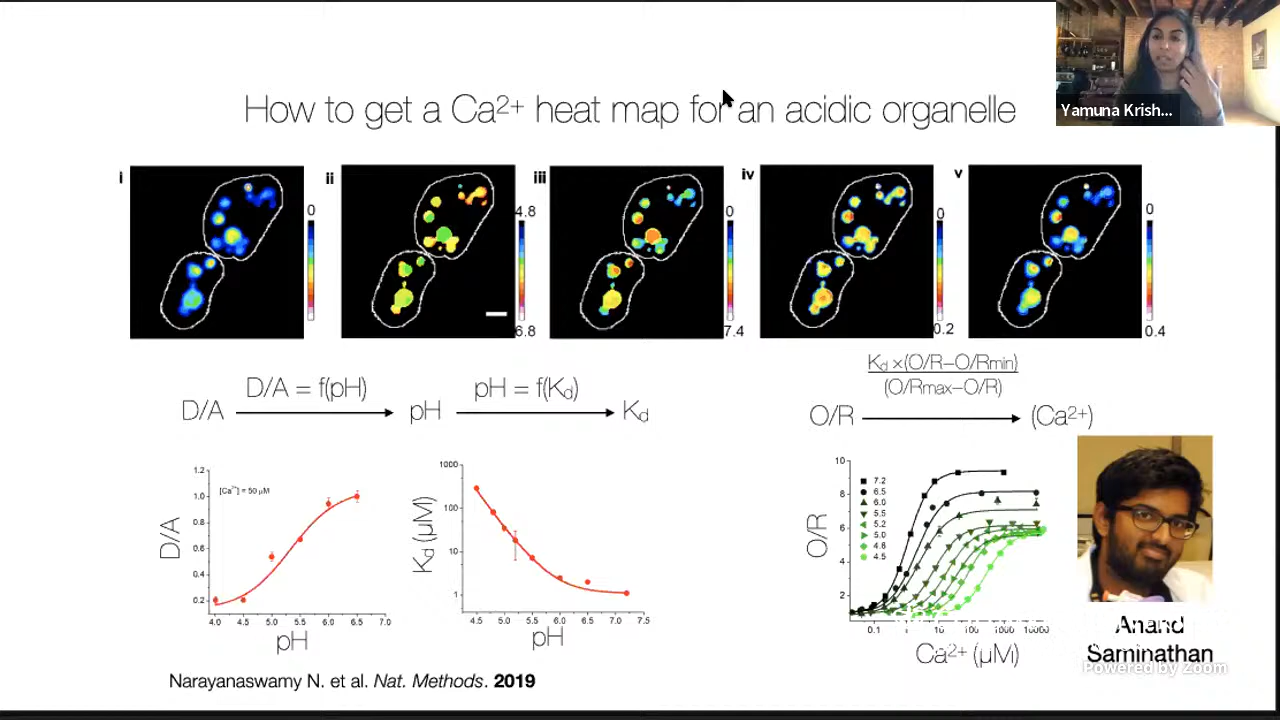 Yamuna Krish...
How to get a Ca2+ heat map for an acidic organelle
i
ii
iii
iv
v
0
4.8
0
0
0
6.8
7.4
0.2
0.4
D/A
D/A = f(pH)
pH
pH = f(Kd)
Kd
O/R
Kd ×(O/R–O/Rmin)
(O/Rmax–O/R)
(Ca2+)
D/A
1.2
1.0
0.8
0.6
0.4
0.2
[Ca2+] = 50 µM
4.0 4.5 5.0 5.5 6.0 6.5 7.0
pH
Kd (µM)
1000
100
10
1
4.5 5.0 5.5 6.0 6.5 7.0 7.5
pH
O/R
10
8
6
4
2
7.2
6.5
6.0
5.5
5.2
5.0
4.8
4.5
0.1 1 10 100 1000 10000
Ca2+ (µM)
Anand
Saminathan
Powered by Zoom
Narayanaswamy N. et al. Nat. Methods. 2019